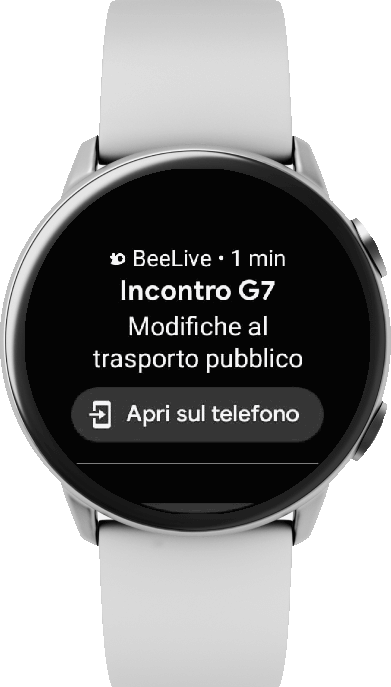 BeeLive • 1 min
Incontro G7
Modifiche al
trasporto pubblico
Apri sul telefono